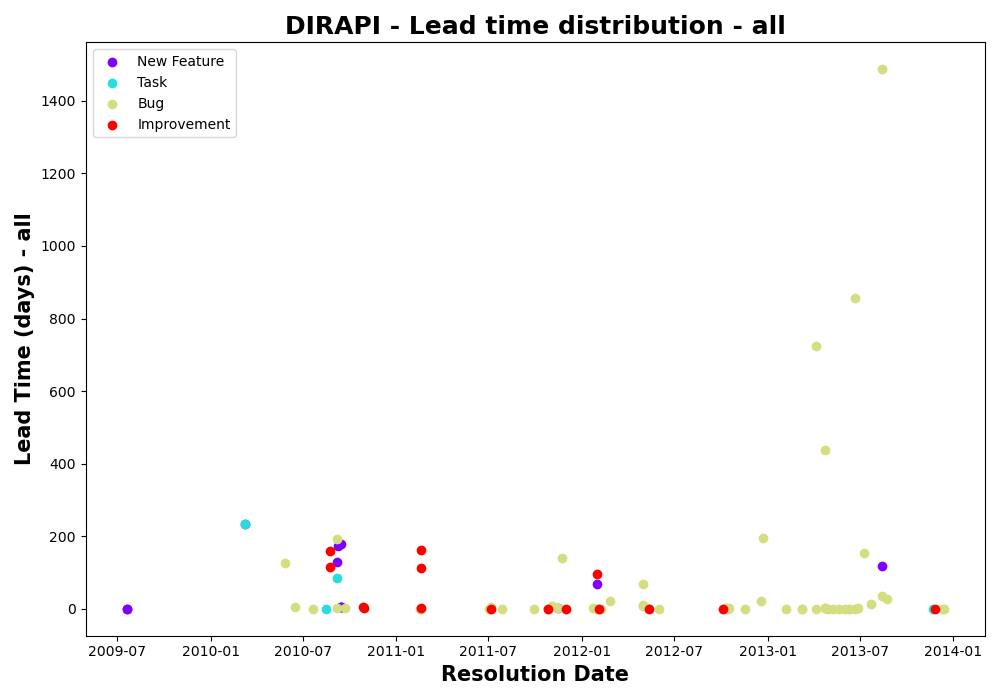 DIRAPI - Lead time distribution - all
New Feature
Task
Bug
Improvement
Lead Time (days) - all
1400
1200
1000
800
600
400
200
0
2009-07 2010-01 2010-07 2011-01 2011-07 2012-01 2012-07 2013-01 2013-07 2014-01
Resolution Date